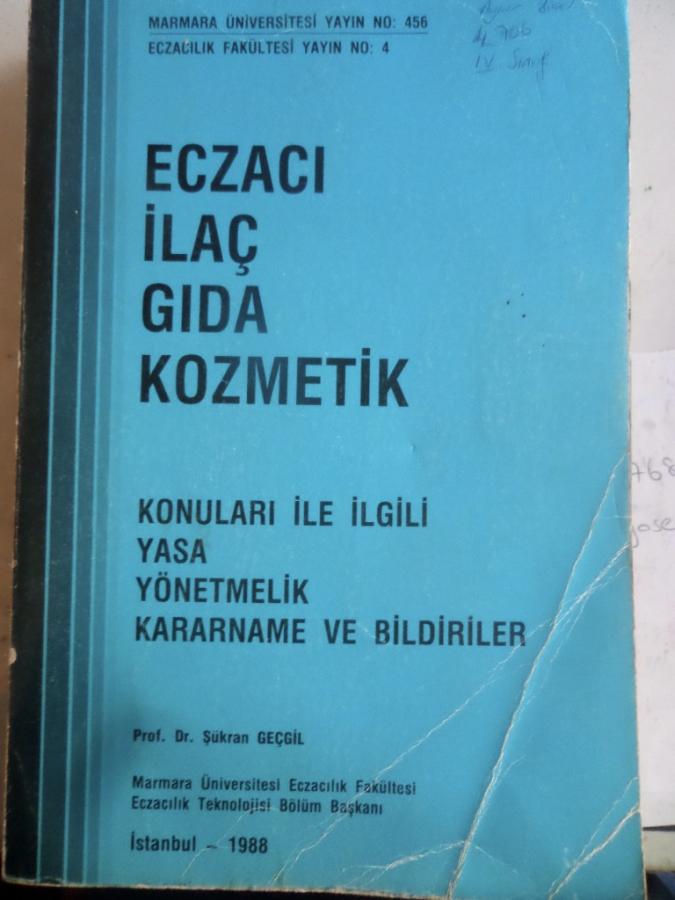 MARMARA ÜNİVERSİTESİ YAYIN NO: 456
ECZACILIK FAKÜLTESİ YAYIN NO: 4
706
IV Sınıf
ECZACI
İLAÇ
GIDA
KOZMETİK
KONULARI İLE İLGİLİ
YASA
YÖNETMELİK
KARARNAME VE BİLDİRİLER
768
Prof. Dr. Şükran GEÇGİL
Marmara Üniversitesi Eczacılık Fakültesi
Eczacılık Teknolojisi Bölüm Başkanı
İstanbul - 1988